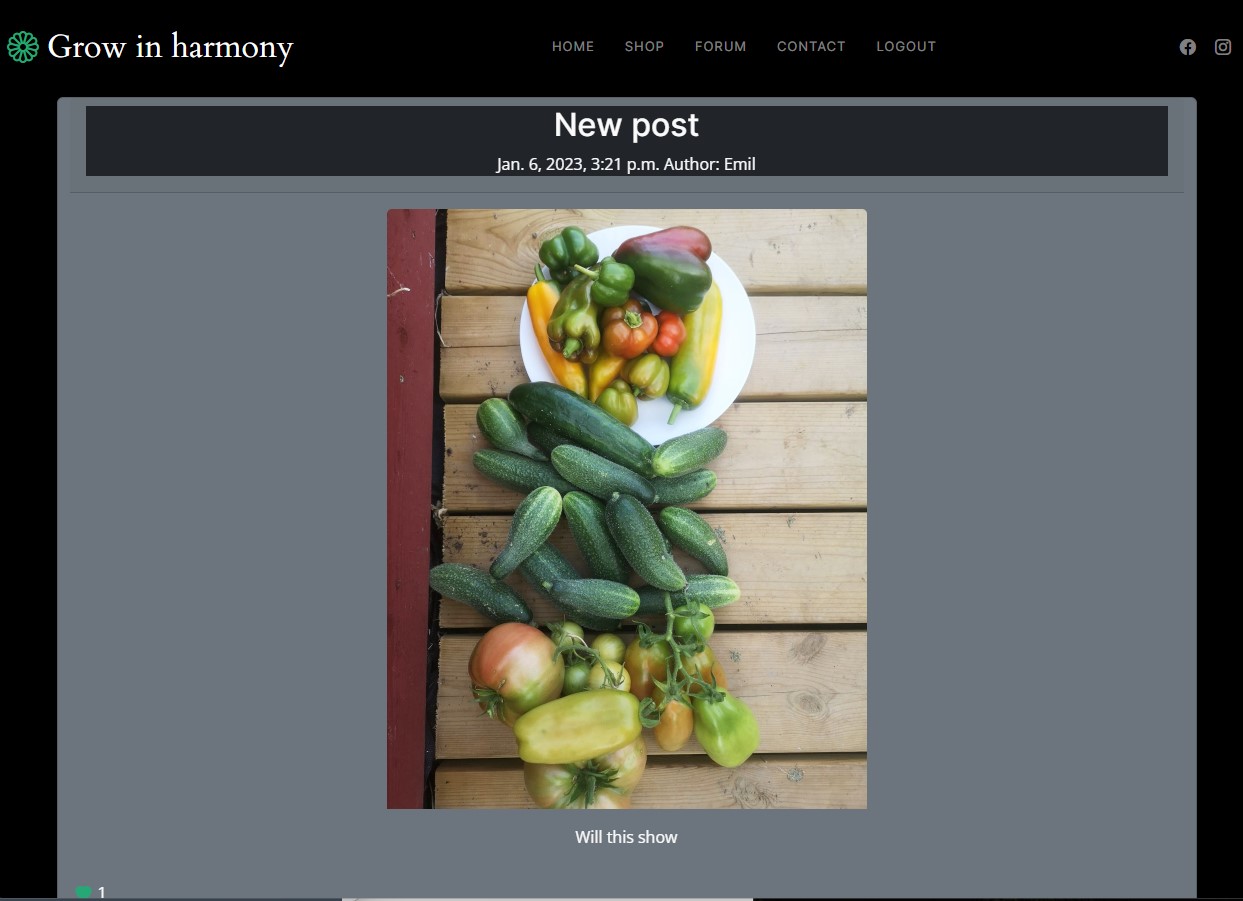 Grow in harmony
HOME SHOP FORUM CONTACT LOGOUT
New post
Jan. 6, 2023, 3:21 p.m. Author: Emil
Will this show
1